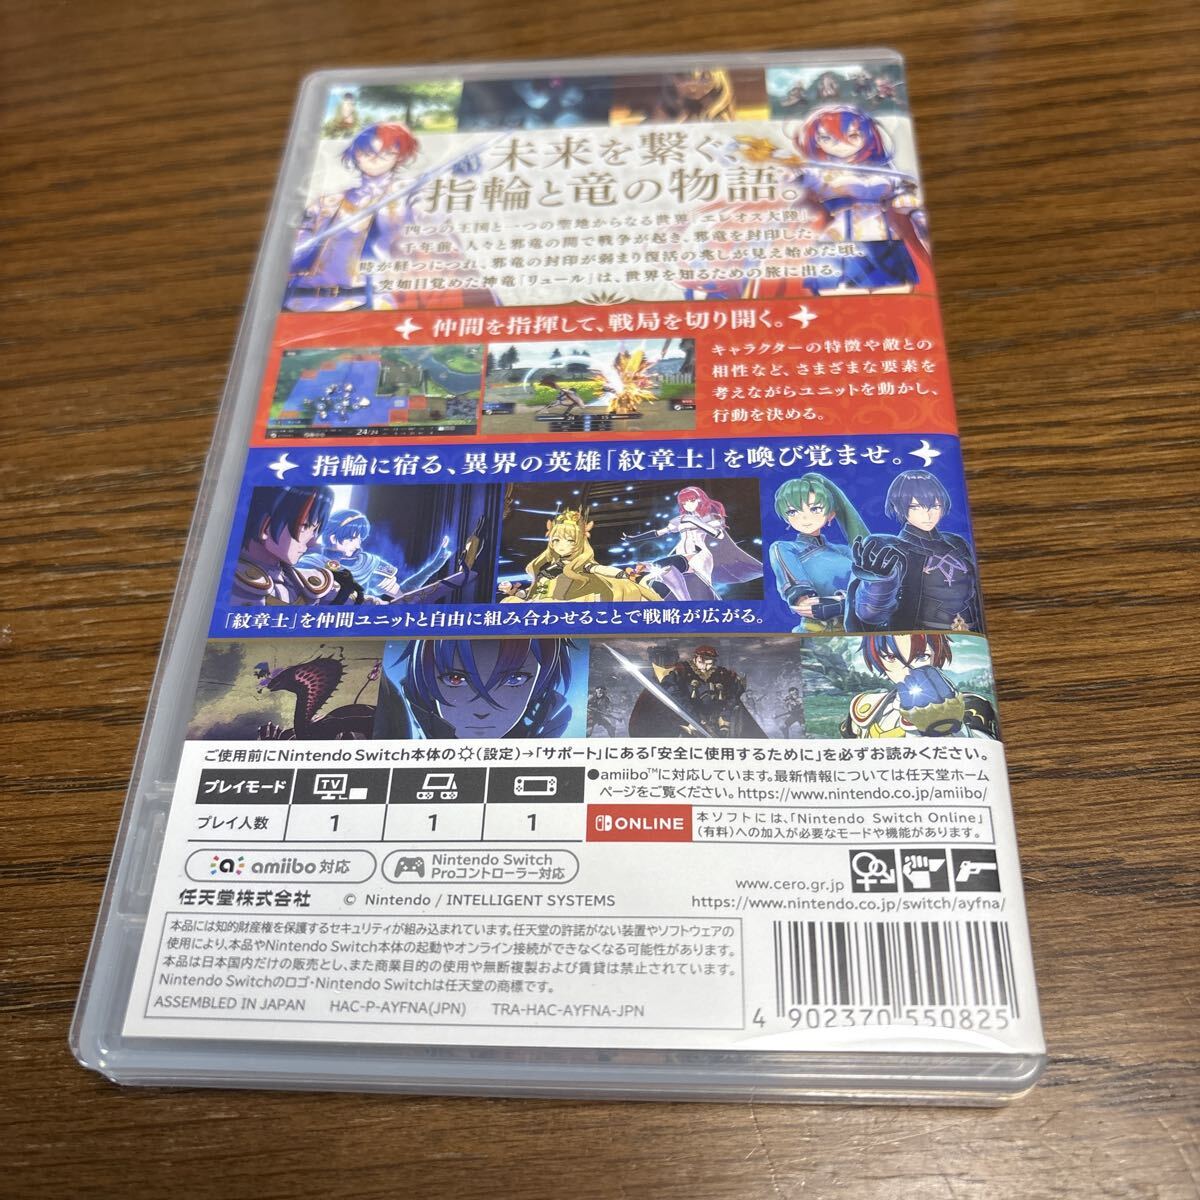 未来を繋ぐ、
指輪と竜の物語。
四つの王国と一つの聖地からなる世界「エレオス大陸」
千年前、人々と邪竜の間で戦争が起き、邪竜を封印した。
時が経つにつれ、邪竜の封印が弱まり復活の兆しが見え始めた頃、
突如目覚めた神竜「リュール」は、世界を知るための旅に出る。
仲間を指揮して、戦局を切り開く。
キャラクターの特徴や敵との
相性など、さまざまな要素を
考えながらユニットを動かし、
行動を決める。
24/24
指輪に宿る、異界の英雄「紋章士」を喚び覚ませ。
「紋章士」を仲間ユニットと自由に組み合わせることで戦略が広がる。
ご使用前にNintendo Switch本体の(設定)→「サポート」にある「安全に使用するために」を必ずお読みください。
プレイモード TV
プレイ人数 1 1 1
●amiibo™に対応しています。最新情報については任天堂ホーム
ページをご覧ください。https://www.nintendo.co.jp/amiibo/
ONLINE
本ソフトには、「Nintendo Switch Online」
(有料)への加入が必要なモードや機能があります。
amiibo 対応
Nintendo Switch
Proコントローラー対応
www.cero.gr.jp
任天堂株式会社 © Nintendo / INTELLIGENT SYSTEMS
https://www.nintendo.co.jp/switch/ayfna/
本品には知的財産権を保護するセキュリティが組み込まれています。任天堂の許諾がない装置やソフトウェアの
使用により、本品やNintendo Switch本体の起動やオンライン接続ができなくなる可能性があります。
本品は日本国内だけの販売とし、また商業目的の使用や無断複製および賃貸は禁止されています。
Nintendo Switchのロゴ・Nintendo Switchは任天堂の商標です。
ASSEMBLED IN JAPAN HAC-P-AYFNA(JPN) TRA-HAC-AYFNA-JPN
4 902370 550825